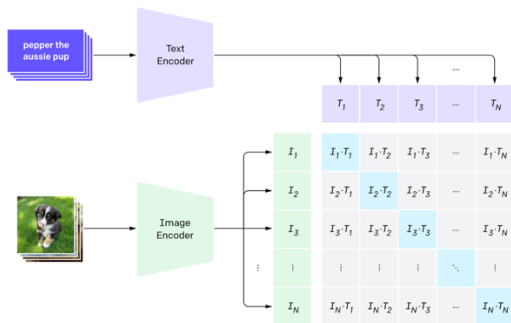 pepper the
aussie pup
Text
Encoder
...
T1 T2 T3 ... TN
I1 I1·T1 I1·T2 I1·T3 ... I1·TN
I2 I2·T1 I2·T2 I2·T3 ... I2·TN
Image
Encoder
I3 I3·T1 I3·T2 I3·T3 ... I3·TN
⋮ ⋮ ⋮ ⋮ ⋮ ⋱ ⋮
IN IN·T1 IN·T2 IN·T3 ... IN·TN